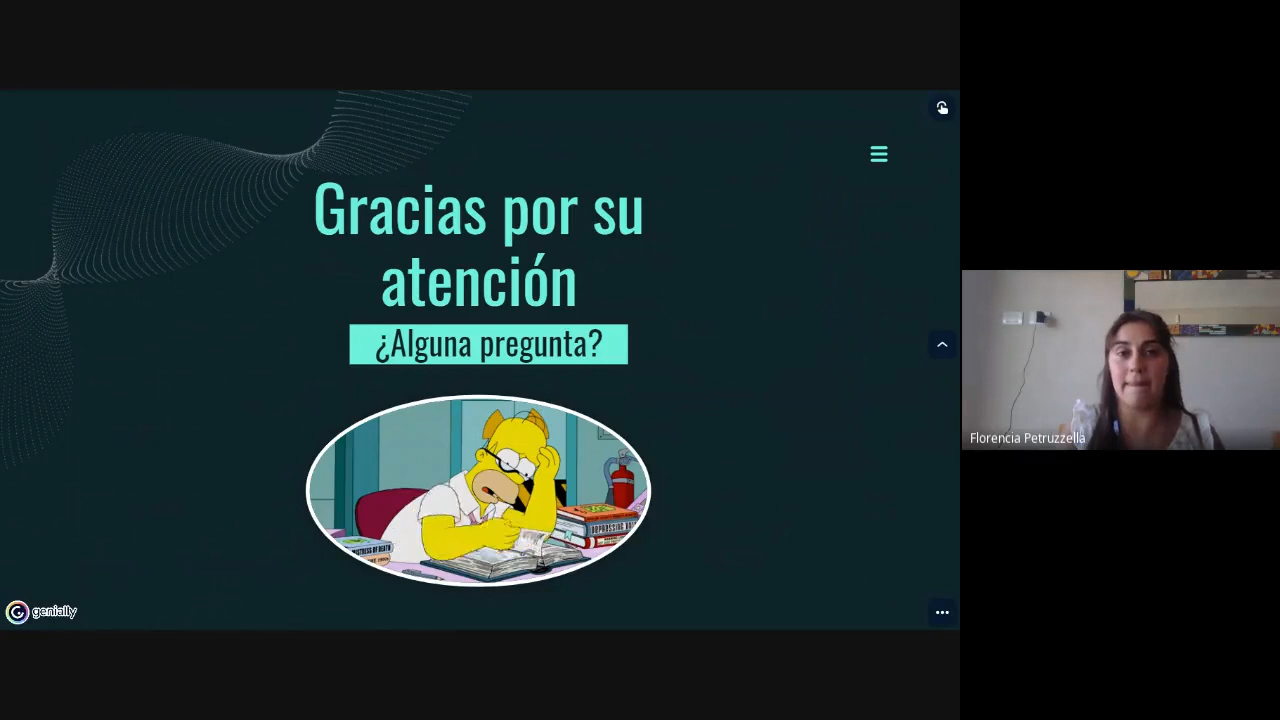 Gracias por su
atención
¿Alguna pregunta?
genially
Florencia Petruzzella